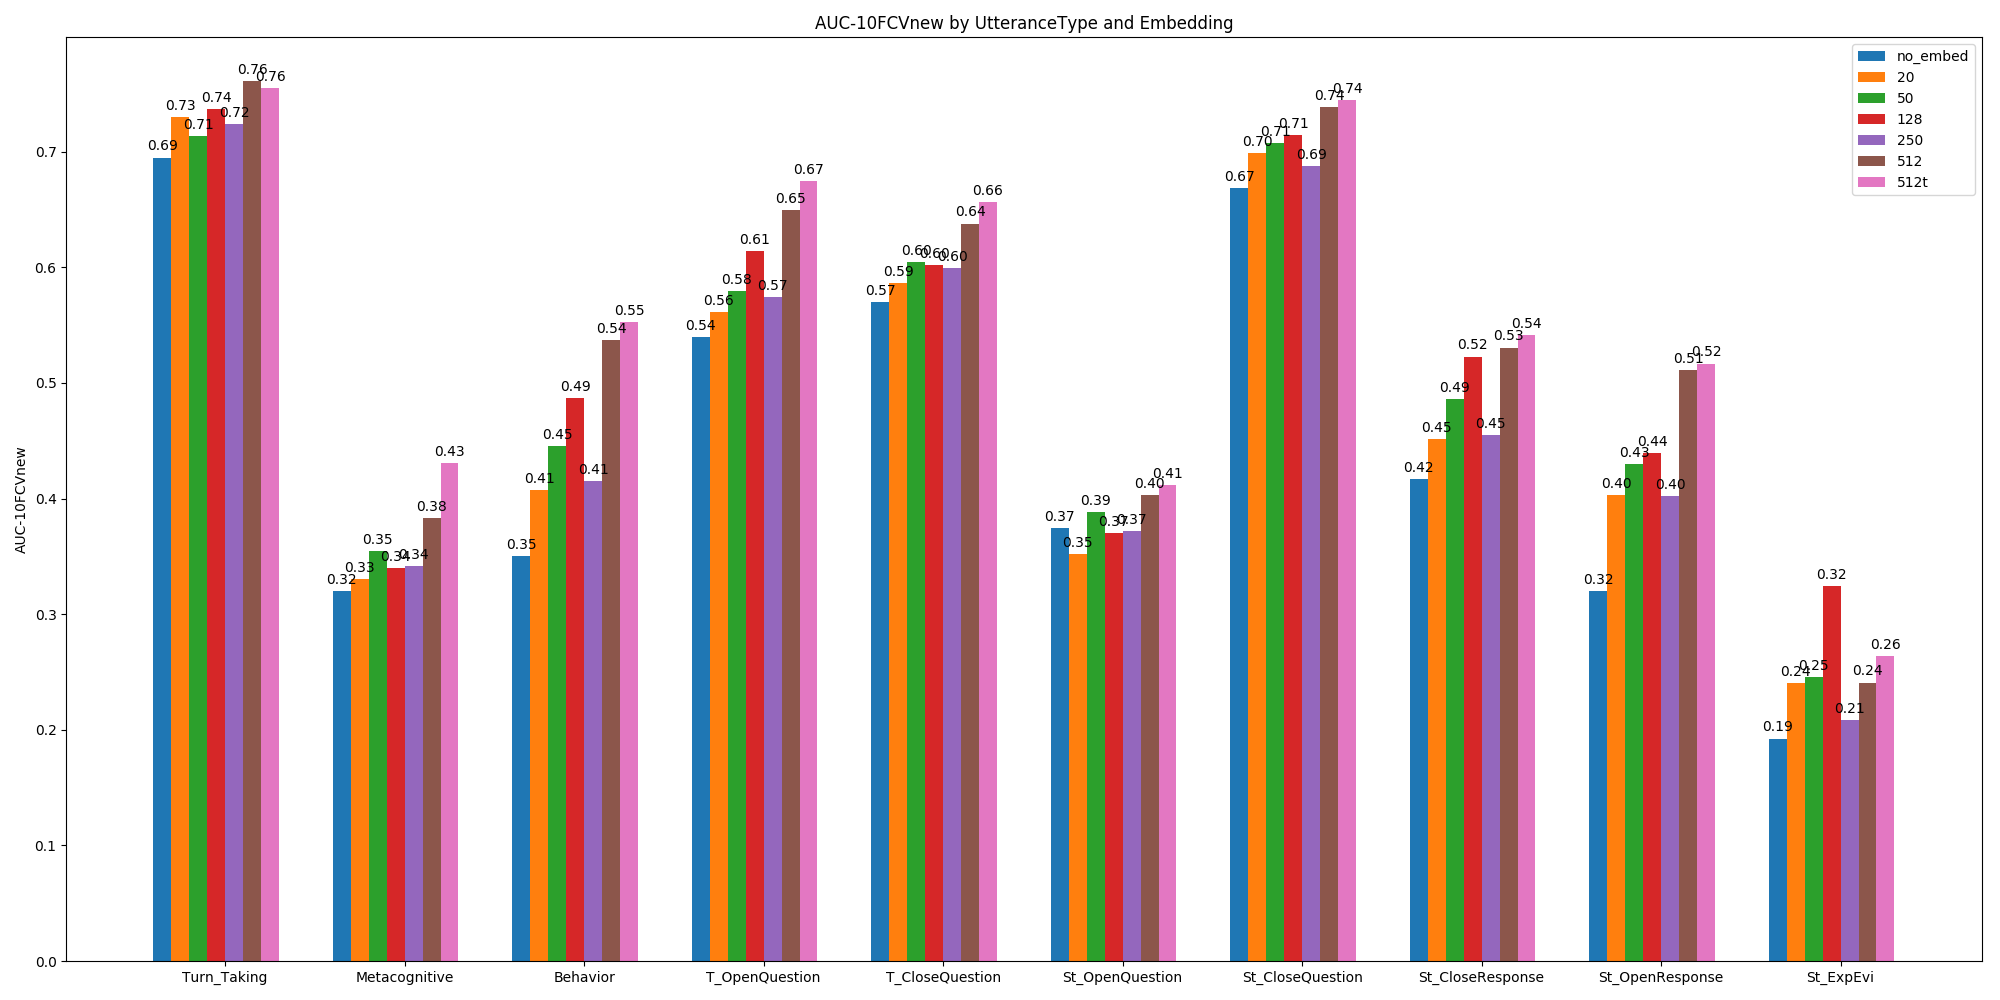 AUC-10FCVnew by UtteranceType and Embedding
no_embed
20
50
128
250
512
512t
AUC-10FCVnew
0.7
0.6
0.5
0.4
0.3
0.2
0.1
0.0
0.69 0.73 0.71 0.74 0.72 0.76 0.76
0.32 0.33 0.35 0.34 0.34 0.38 0.43
0.35 0.41 0.45 0.49 0.41 0.54 0.55
0.54 0.56 0.58 0.61 0.57 0.65 0.67
0.57 0.59 0.60 0.60 0.60 0.64 0.66
0.37 0.35 0.39 0.37 0.37 0.40 0.41
0.67 0.70 0.71 0.71 0.69 0.74 0.74
0.42 0.45 0.49 0.52 0.45 0.53 0.54
0.32 0.40 0.43 0.44 0.40 0.51 0.52
0.19 0.24 0.25 0.32 0.21 0.24 0.26
Turn_Taking Metacognitive Behavior T_OpenQuestion T_CloseQuestion St_OpenQuestion St_CloseQuestion St_CloseResponse St_OpenResponse St_ExpEvi